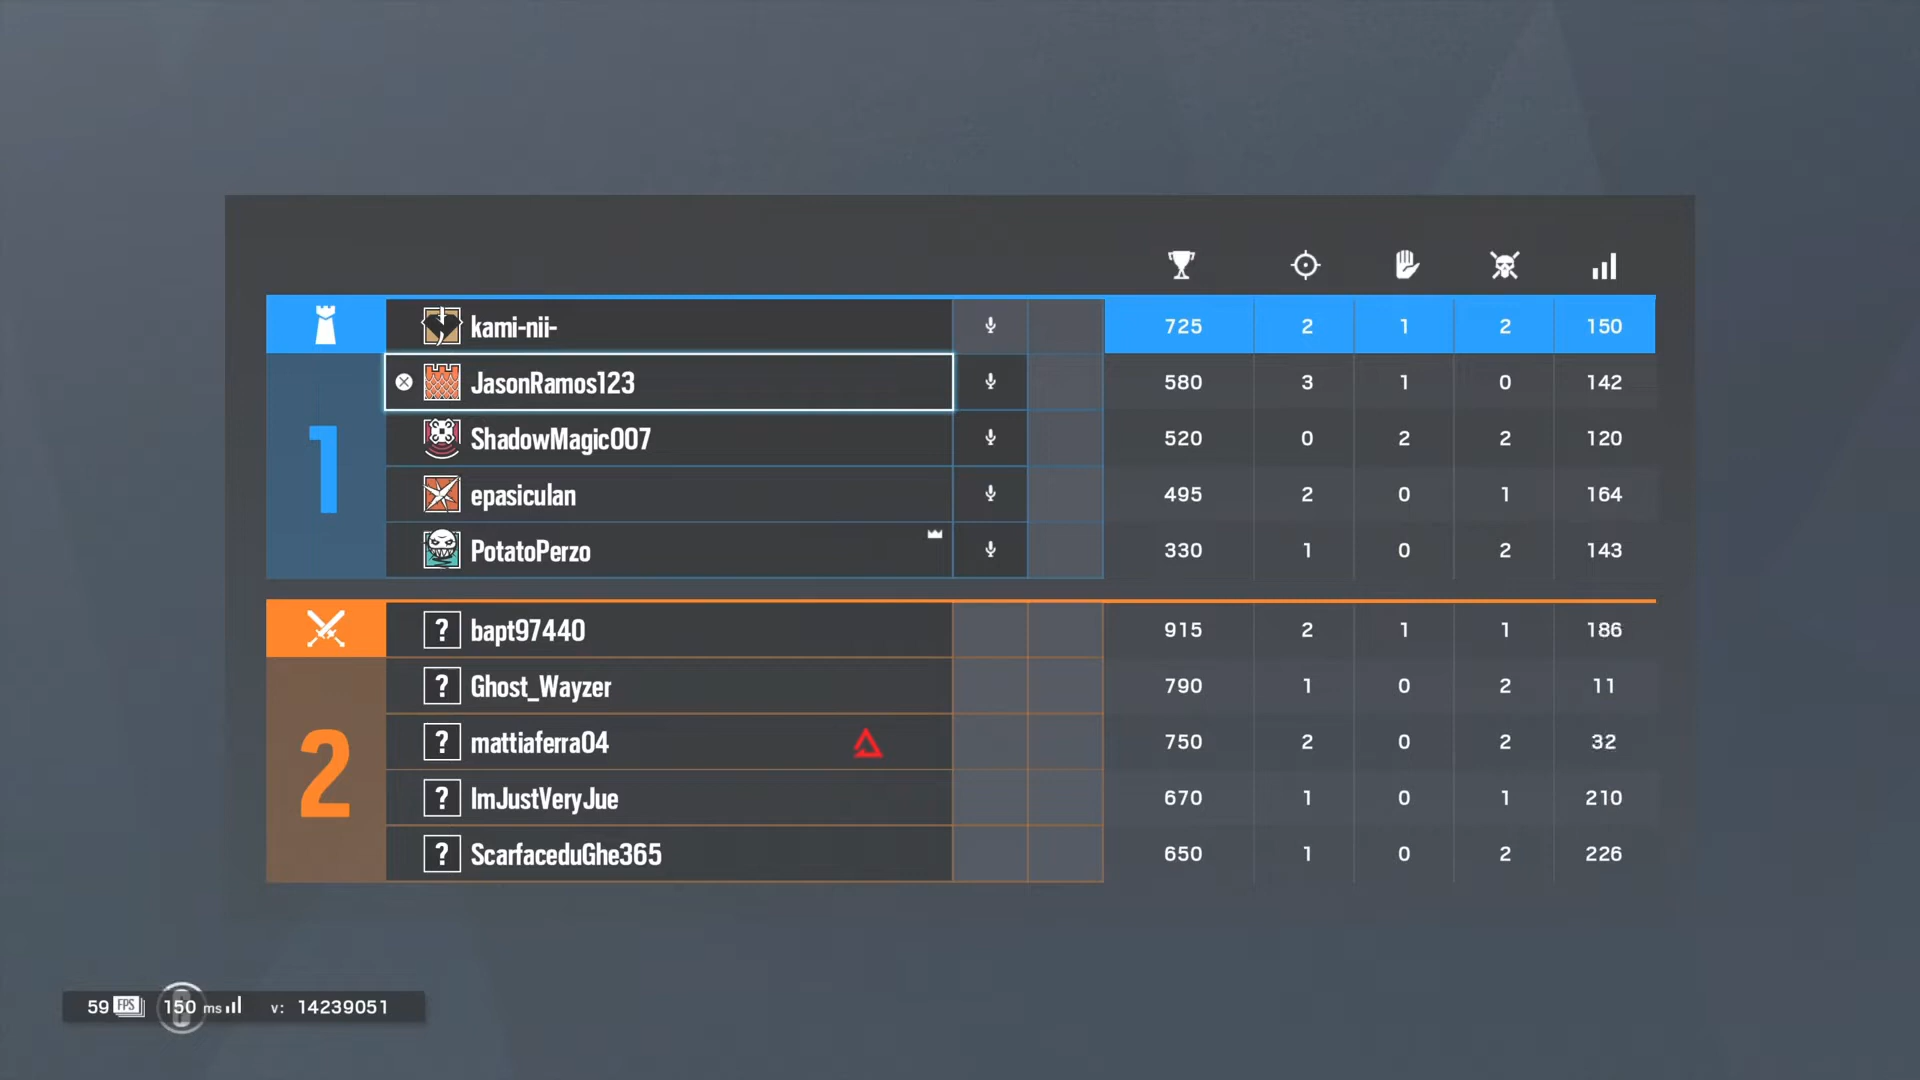 kami-nii- 725 2 1 2 150
1
JasonRamos123 580 3 1 0 142
ShadowMagic007 520 0 2 2 120
epasiculan 495 2 0 1 164
PotatoPerzo 330 1 0 2 143
2
? bapt97440 915 2 1 1 186
? Ghost_Wayzer 790 1 0 2 11
? mattiaferra04 750 2 0 2 32
? ImJustVeryJue 670 1 0 1 210
? ScarfaceduGhe365 650 1 0 2 226
59 FPS 150 ms v: 14239051